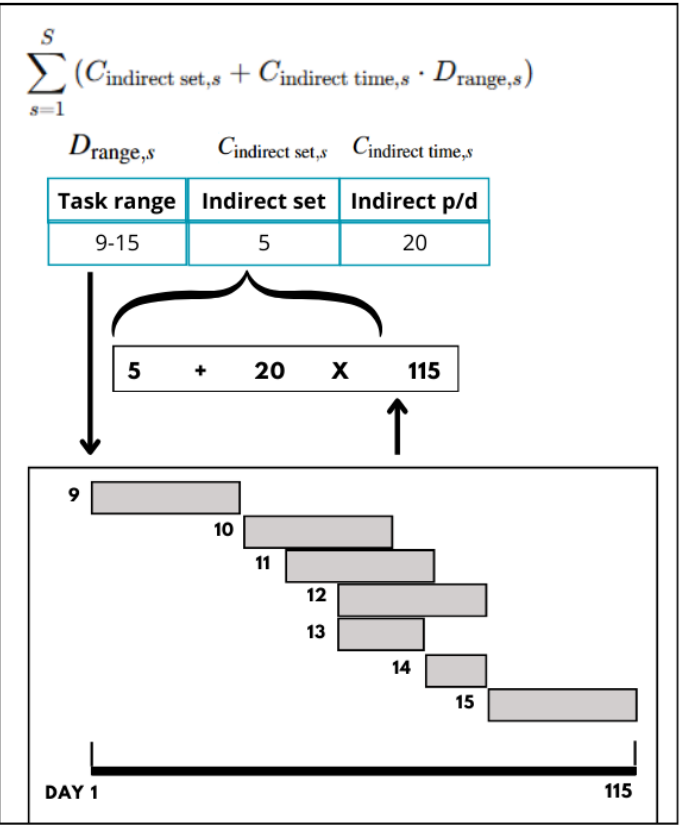 S
∑ (C_indirect set,s + C_indirect time,s · D_range,s)
s=1
D_range,s C_indirect set,s C_indirect time,s
Task range Indirect set Indirect p/d
9-15 5 20
5 + 20 X 115
9
10
11
12
13
14
15
DAY 1 115